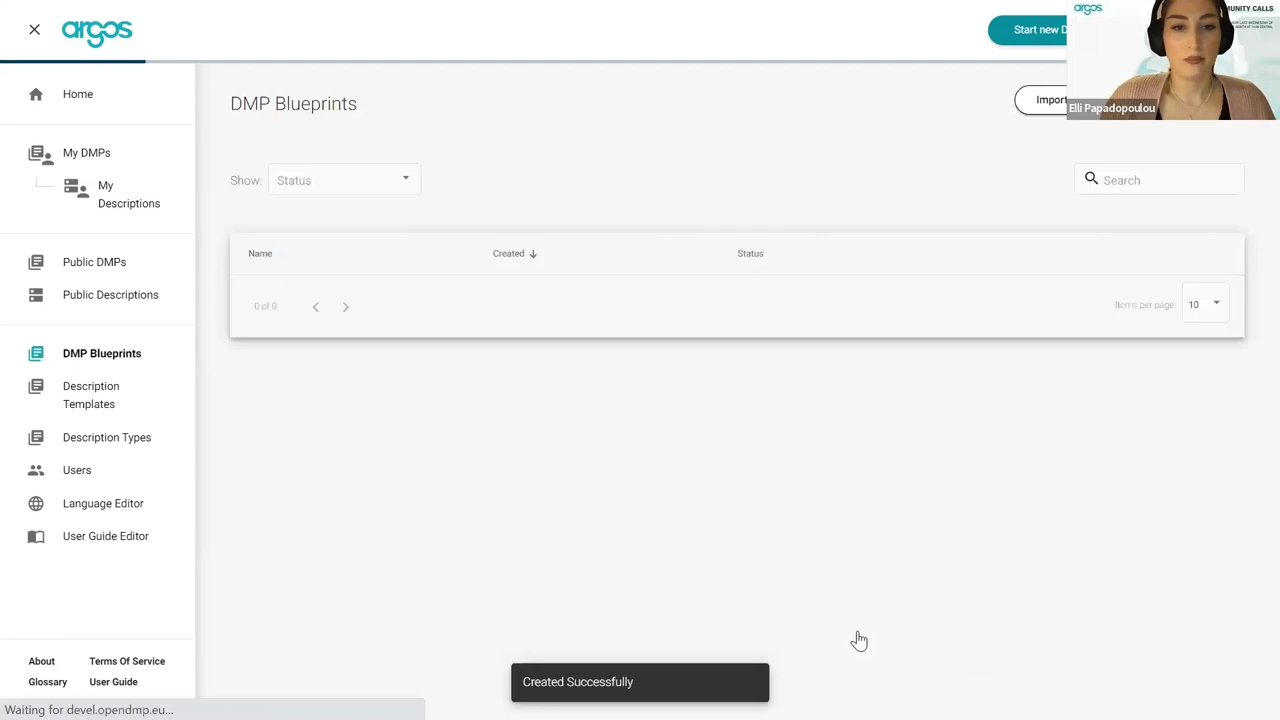 argos
Start new D
argos
MUNITY CALLS
Elli Papadopoulou
Home
My DMPs
My
Descriptions
Public DMPs
Public Descriptions
DMP Blueprints
Description
Templates
Description Types
Users
Language Editor
User Guide Editor
About
Terms Of Service
Glossary
User Guide
Waiting for devel.opendmp.eu...
DMP Blueprints
Import
Show:
Status
Search
Name
Created
Status
0 of 0
Items per page:
10
Created Successfully